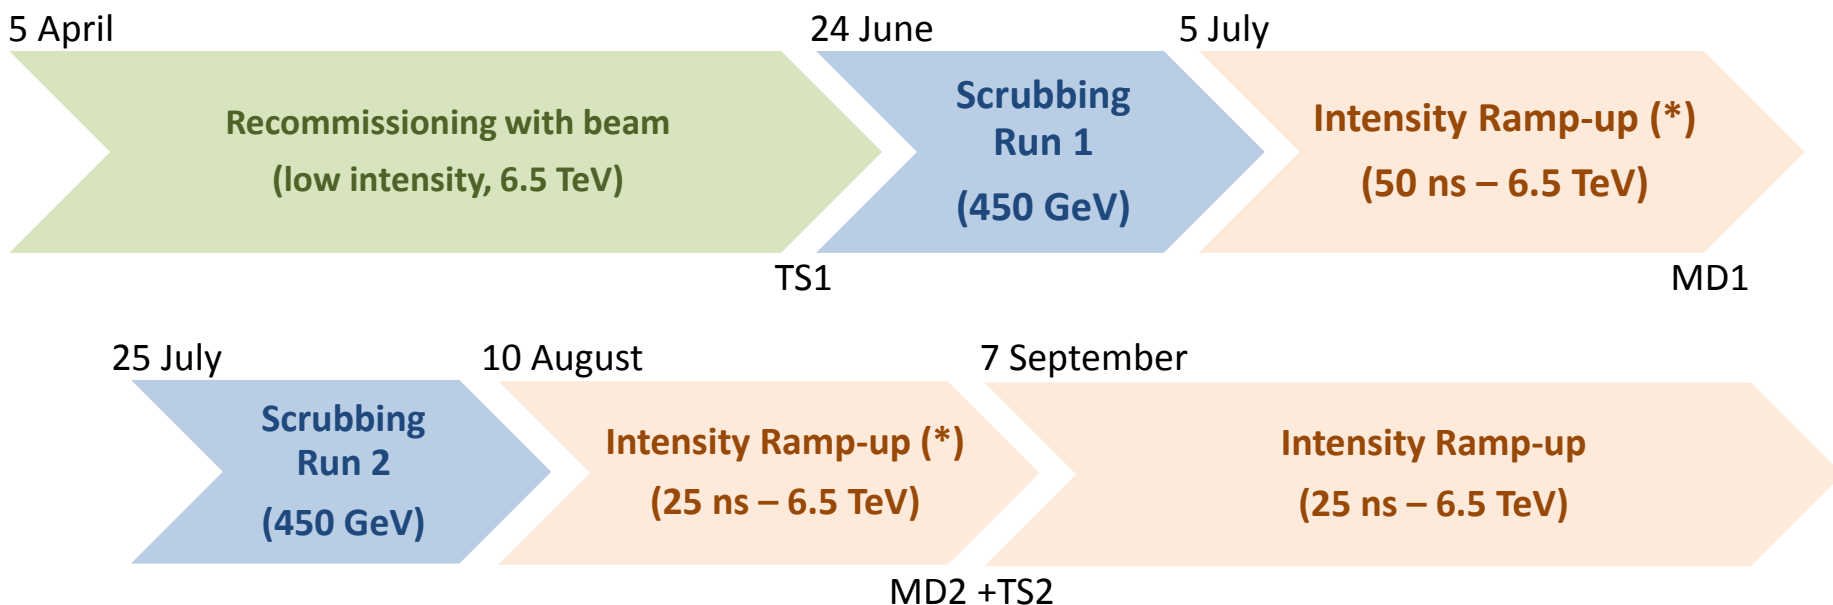 5 April
24 June
5 July
Recommissioning with beam
(low intensity, 6.5 TeV)
Scrubbing
Run 1
(450 GeV)
Intensity Ramp-up (*)
(50 ns – 6.5 TeV)
TS1
MD1
25 July
10 August
7 September
Scrubbing
Run 2
(450 GeV)
Intensity Ramp-up (*)
(25 ns – 6.5 TeV)
Intensity Ramp-up
(25 ns – 6.5 TeV)
MD2 +TS2